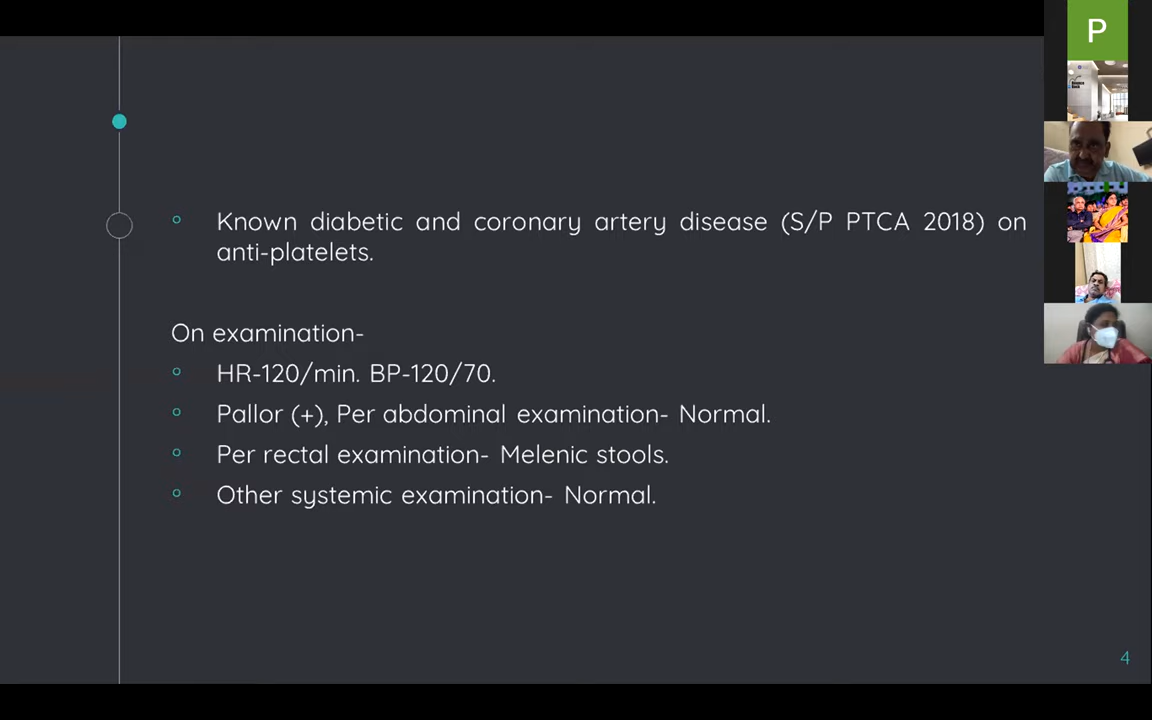 Known diabetic and coronary artery disease (S/P PTCA 2018) on
anti-platelets.
On examination-
HR-120/min. BP-120/70.
Pallor (+), Per abdominal examination- Normal.
Per rectal examination- Melenic stools.
Other systemic examination- Normal.
4
P